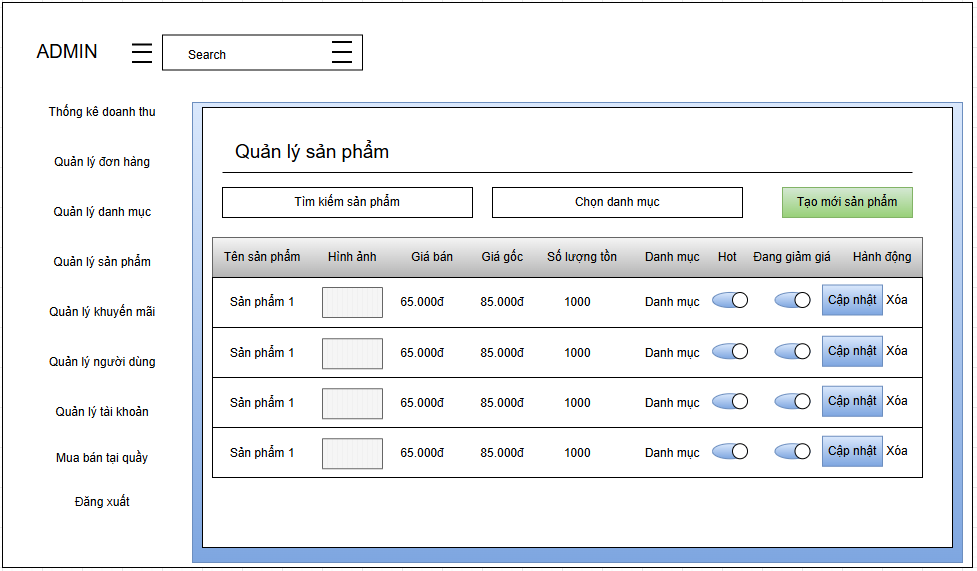 ADMIN
Search
Thống kê doanh thu
Quản lý đơn hàng
Quản lý danh mục
Quản lý sản phẩm
Quản lý khuyến mãi
Quản lý người dùng
Quản lý tài khoản
Mua bán tại quầy
Đăng xuất
Quản lý sản phẩm
Tìm kiếm sản phẩm Chọn danh mục Tạo mới sản phẩm
Tên sản phẩm Hình ảnh Giá bán Giá gốc Số lượng tồn Danh mục Hot Đang giảm giá Hành động
Sản phẩm 1 65.000đ 85.000đ 1000 Danh mục Cập nhật Xóa
Sản phẩm 1 65.000đ 85.000đ 1000 Danh mục Cập nhật Xóa
Sản phẩm 1 65.000đ 85.000đ 1000 Danh mục Cập nhật Xóa
Sản phẩm 1 65.000đ 85.000đ 1000 Danh mục Cập nhật Xóa